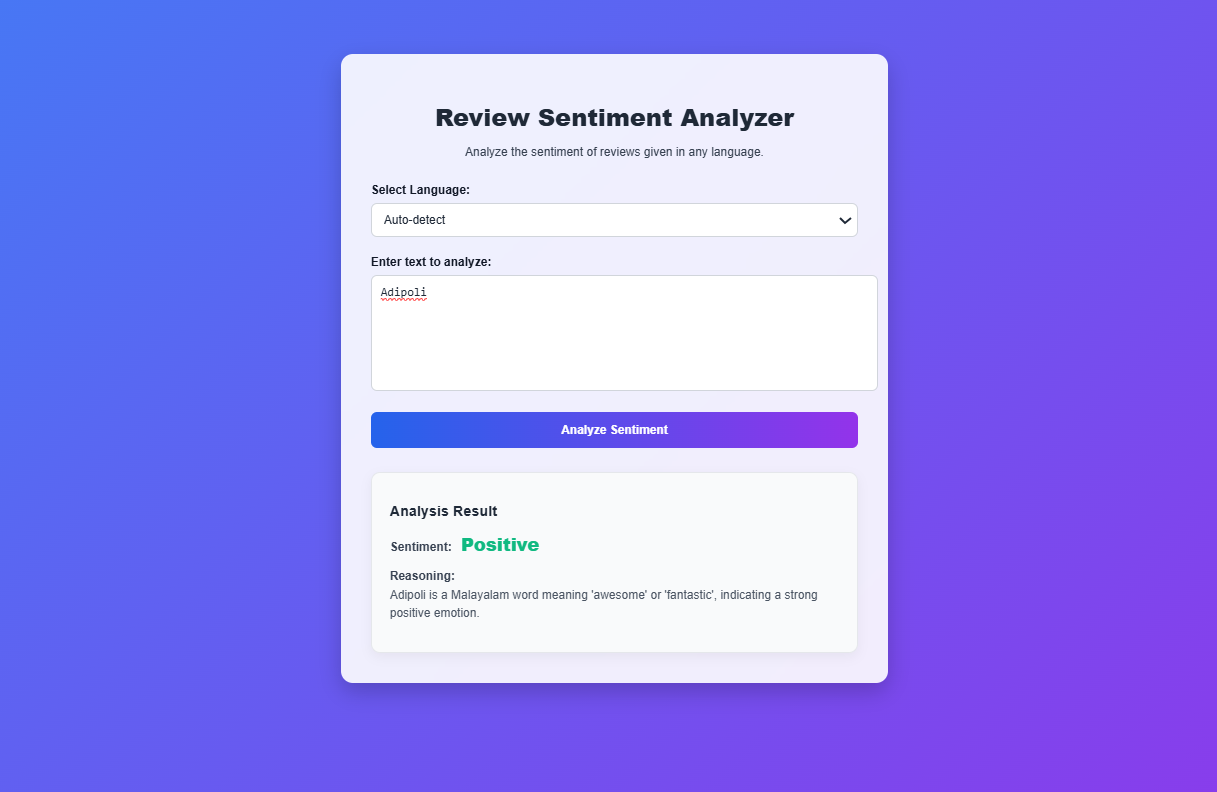 Review Sentiment Analyzer
Analyze the sentiment of reviews given in any language.
Select Language:
Auto-detect
Enter text to analyze:
Adipoli
Analyze Sentiment
Analysis Result
Sentiment: Positive
Reasoning:
Adipoli is a Malayalam word meaning 'awesome' or 'fantastic', indicating a strong
positive emotion.